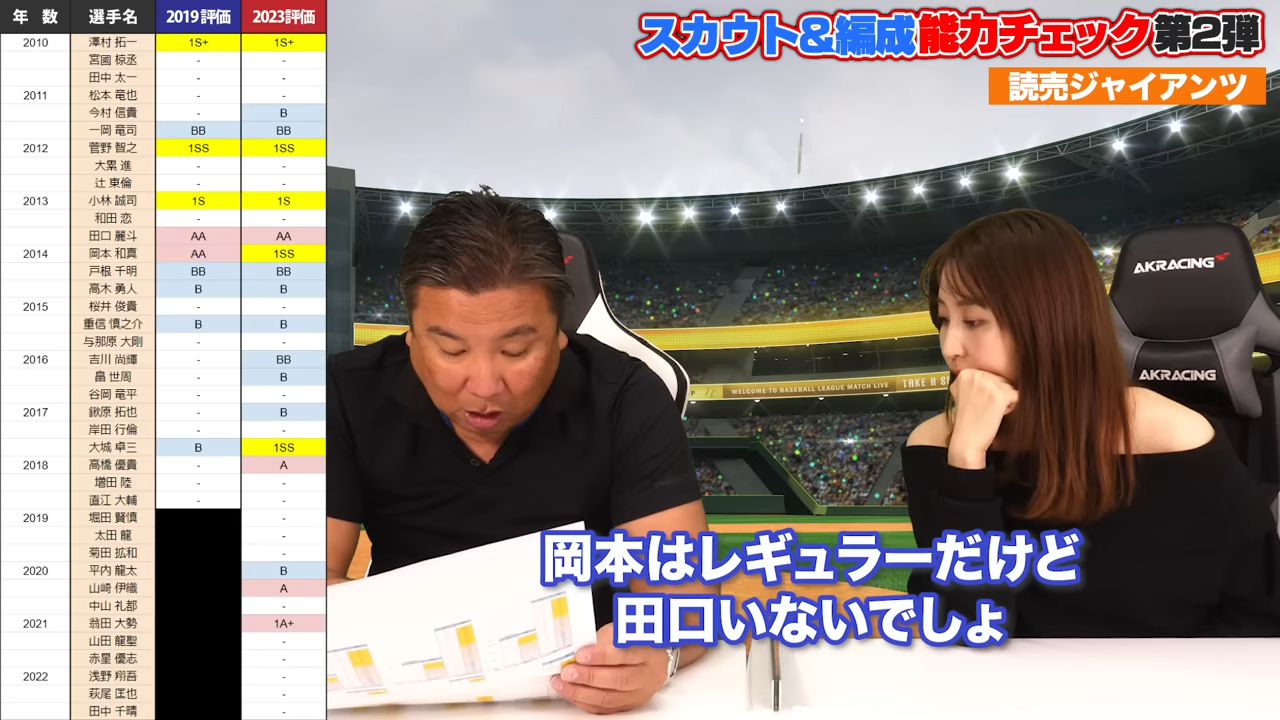 年 数 選手名 2019評価 2023評価
2010 澤村 拓一 1S+ 1S+
宮國 椋丞 - -
田中 太一 - -
2011 松本 竜也 - -
今村 信貴 - B
一岡 竜司 BB BB
2012 菅野 智之 1SS 1SS
大累 進 - -
辻 東倫 - -
2013 小林 誠司 1S 1S
和田 恋 - -
田口 麗斗 AA AA
2014 岡本 和真 AA 1SS
戸根 千明 BB BB
高木 勇人 B B
2015 桜井 俊貴 - -
重信 慎之介 B B
与那原 大剛 - -
2016 吉川 尚輝 - BB
畠 世周 - B
谷岡 竜平 - -
2017 鍬原 拓也 - B
岸田 行倫 - -
大城 卓三 B 1SS
2018 高橋 優貴 - A
増田 陸 - -
直江 大輔 - -
2019 堀田 賢慎 -
太田 龍 -
菊田 拡和 -
2020 平内 龍太 B
山﨑 伊織 A
中山 礼都 -
2021 翁田 大勢 1A+
山田 龍聖 -
赤星 優志 -
2022 浅野 翔吾 -
萩尾 匡也 -
田中 千晴 -
スカウト&編成能力チェック第2弾
読売ジャイアンツ
AKRACING
AKRACING
WELCOME TO BASEBALL LEAGUE MATCH LIVE
TAKE A
岡本はレギュラーだけど
田口いないでしょ